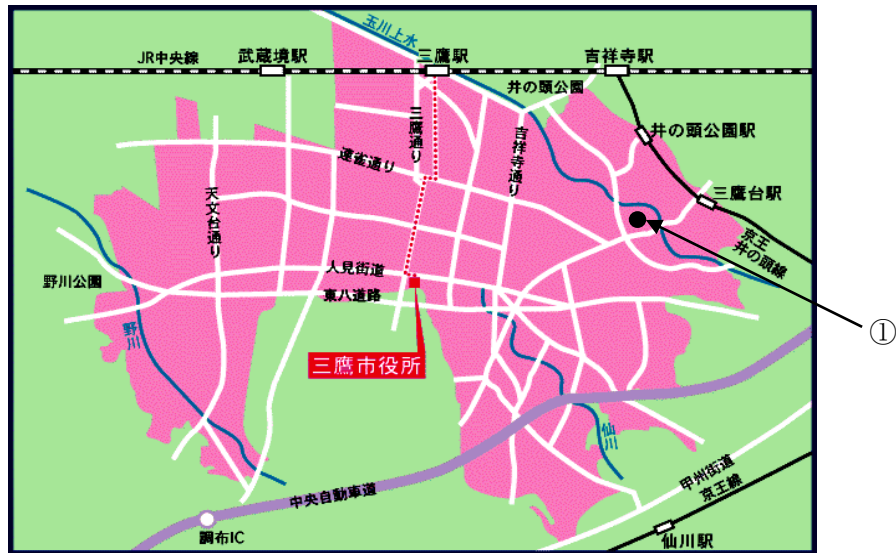 玉川上水
JR中央線
武蔵境駅
三鷹駅
吉祥寺駅
井の頭公園
三鷹通り
吉祥寺通り
井の頭公園駅
連雀通り
天文台通り
三鷹台駅
京王
井の頭線
人見街道
野川公園
東八道路
野川
①
三鷹市役所
仙川
甲州街道
京王線
中央自動車道
調布IC
仙川駅